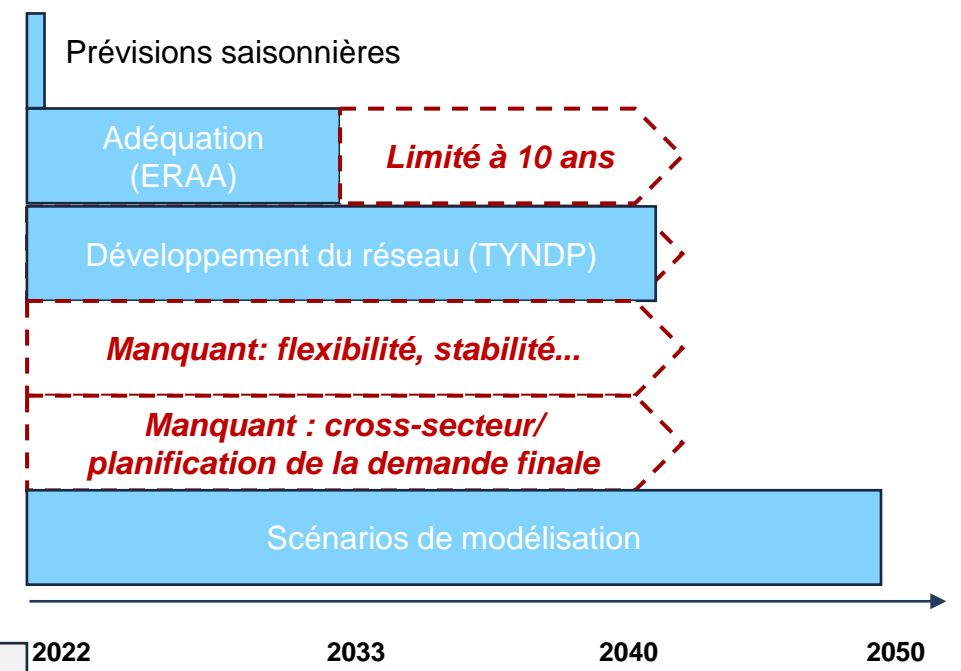 Prévisions saisonnières
Adéquation
(ERAA)
Limité à 10 ans
Développement du réseau (TYNDP)
Manquant: flexibilité, stabilité...
Manquant : cross-secteur/
planification de la demande finale
Scénarios de modélisation
2022 2033 2040 2050